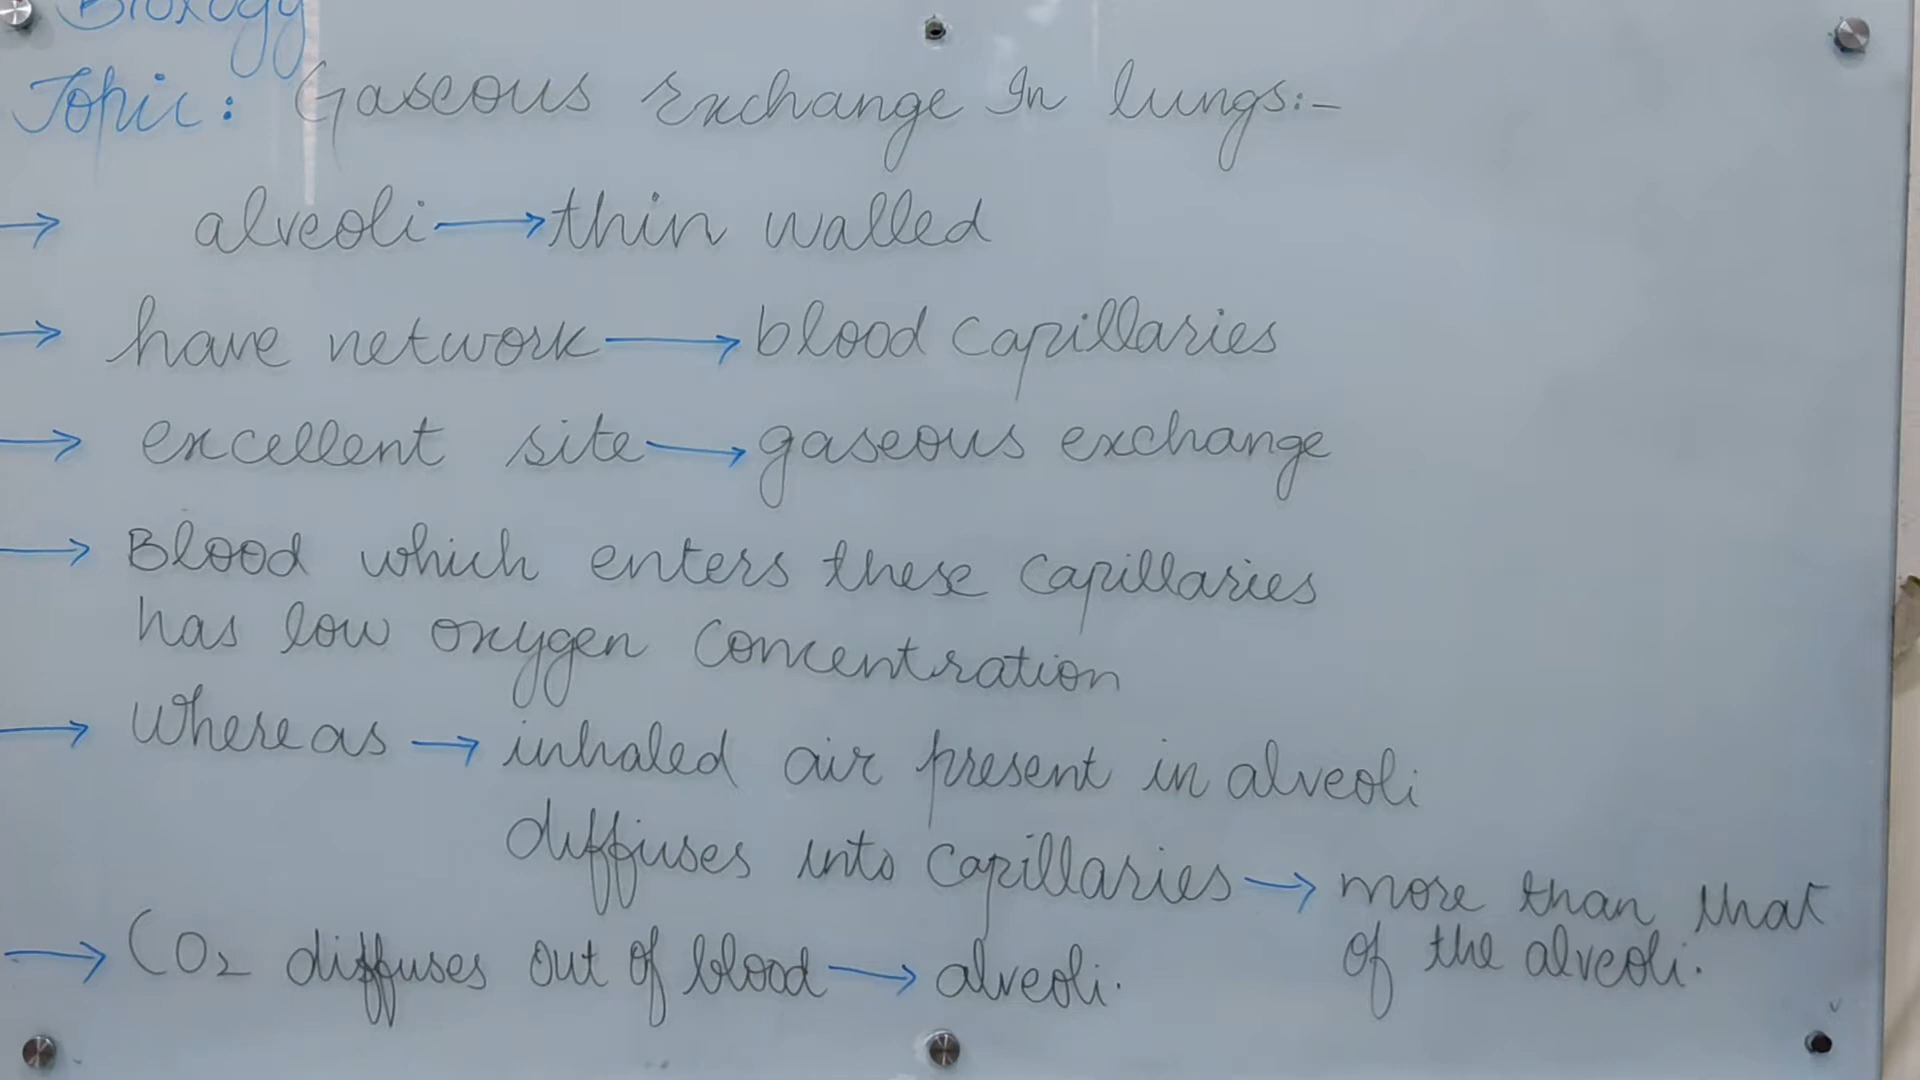 Biology
Topic: Gaseous Exchange In lungs:-
→ alveoli → thin walled
→ have network → blood capillaries
→ excellent site → gaseous exchange
→ Blood which enters these capillaries
has low oxygen concentration
→ Whereas → inhaled air present in alveoli
diffuses into capillaries → more than that
of the alveoli.
→ CO₂ diffuses out of blood → alveoli.